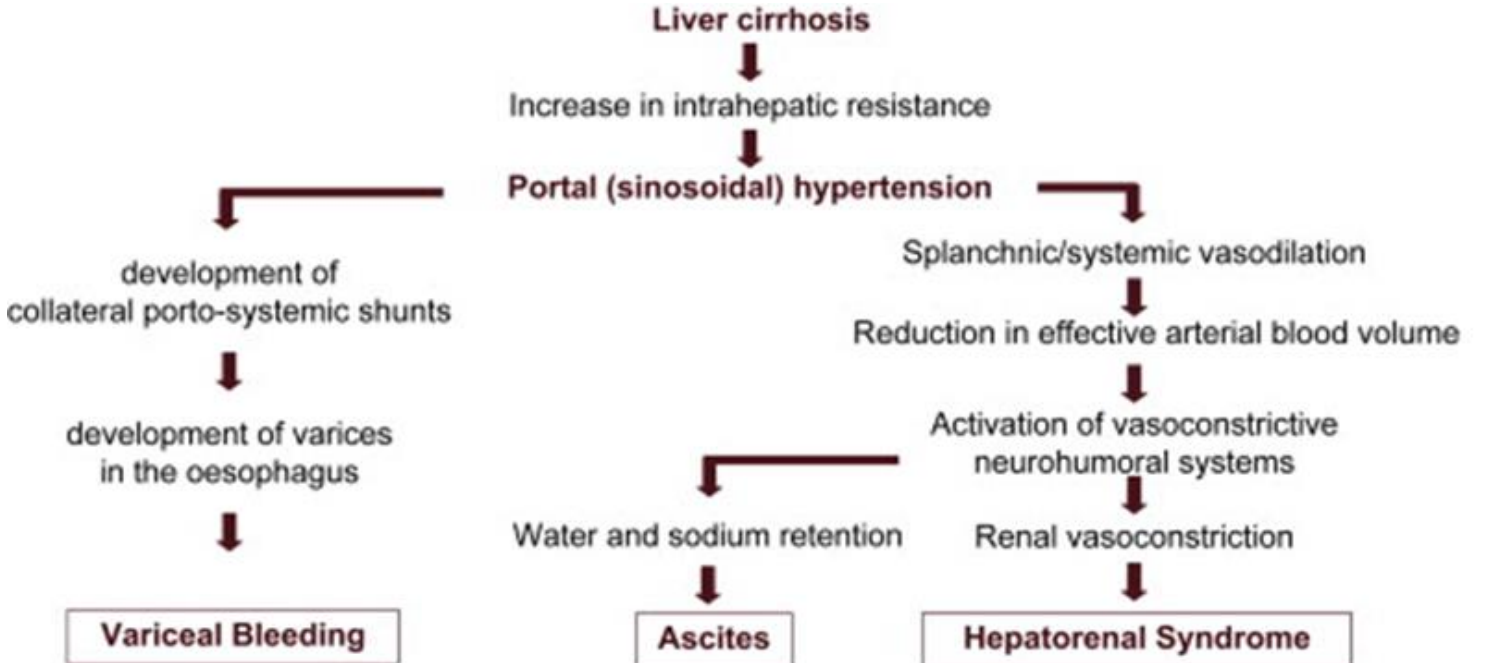 Liver cirrhosis
Increase in intrahepatic resistance
Portal (sinosoidal) hypertension
development of
collateral porto-systemic shunts
development of varices
in the oesophagus
Variceal Bleeding
Splanchnic/systemic vasodilation
Reduction in effective arterial blood volume
Activation of vasoconstrictive
neurohumoral systems
Water and sodium retention
Ascites
Renal vasoconstriction
Hepatorenal Syndrome